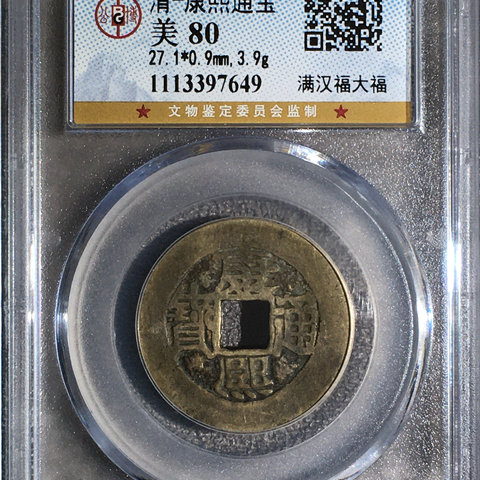 清-康熙通宝
美 80
27.1*0.9mm,3.9g
1113397649 满汉福大福
★ 文物鉴定委员会监制 ★
康熙通寶